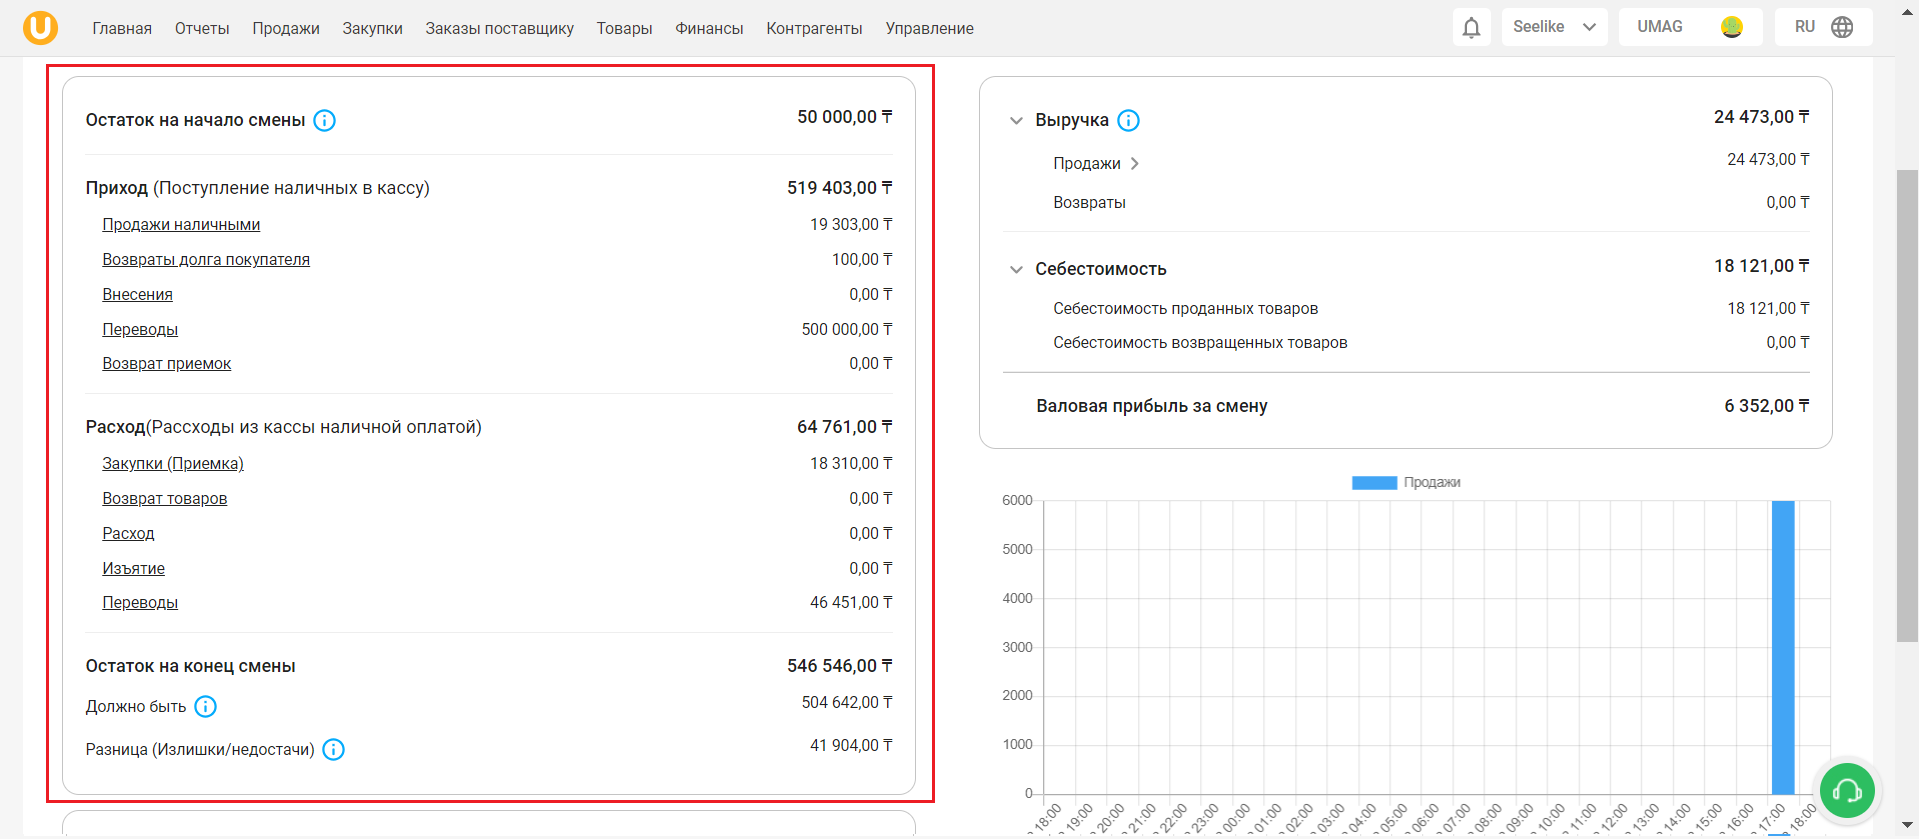 U Главная Отчеты Продажи Закупки Заказы поставщику Товары Финансы Контрагенты Управление Seelike UMAG RU
Остаток на начало смены 50 000,00 ₸
Приход (Поступление наличных в кассу) 519 403,00 ₸
Продажи наличными 19 303,00 ₸
Возвраты долга покупателя 100,00 ₸
Внесения 0,00 ₸
Переводы 500 000,00 ₸
Возврат приемок 0,00 ₸
Расход(Рассходы из кассы наличной оплатой) 64 761,00 ₸
Закупки (Приемка) 18 310,00 ₸
Возврат товаров 0,00 ₸
Расход 0,00 ₸
Изъятие 0,00 ₸
Переводы 46 451,00 ₸
Остаток на конец смены 546 546,00 ₸
Должно быть 504 642,00 ₸
Разница (Излишки/недостачи) 41 904,00 ₸
Выручка 24 473,00 ₸
Продажи 24 473,00 ₸
Возвраты 0,00 ₸
Себестоимость 18 121,00 ₸
Себестоимость проданных товаров 18 121,00 ₸
Себестоимость возвращенных товаров 0,00 ₸
Валовая прибыль за смену 6 352,00 ₸
Продажи
6000
5000
4000
3000
2000
1000
0
18:00 19:00 20:00 21:00 22:00 23:00 00:00 01:00 02:00 03:00 04:00 05:00 06:00 07:00 08:00 09:00 10:00 11:00 12:00 13:00 14:00 15:00 16:00 17:00 18:00